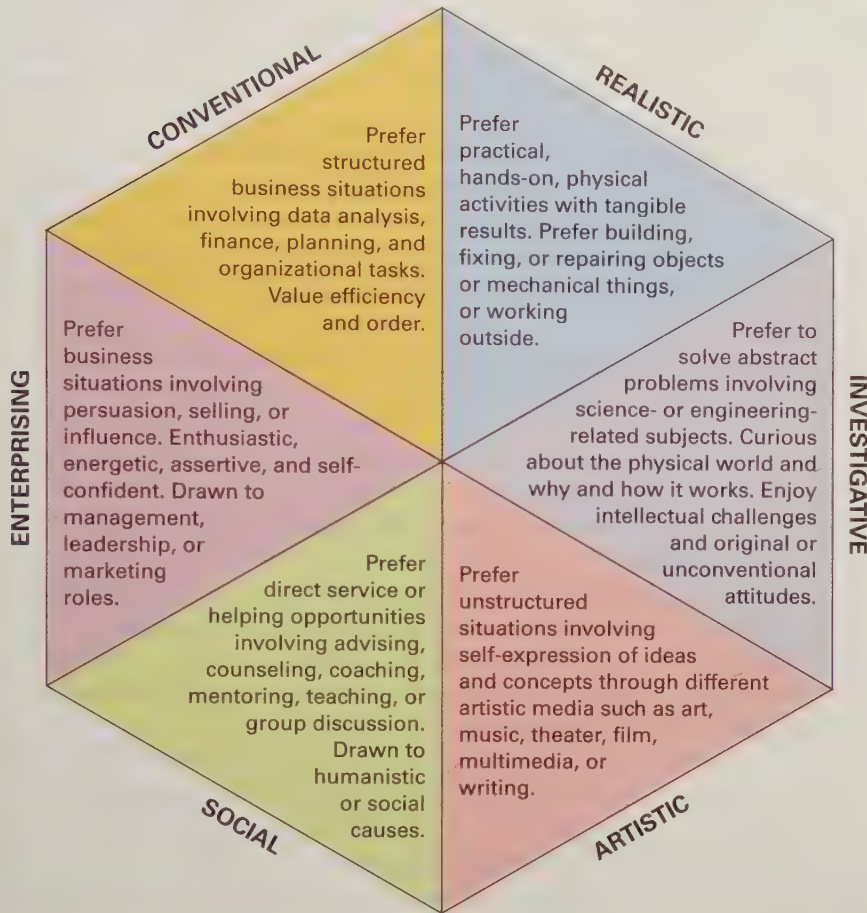 CONVENTIONAL
Prefer
structured
business situations
involving data analysis,
finance, planning, and
organizational tasks.
Value efficiency
and order.
REALISTIC
Prefer
practical,
hands-on, physical
activities with tangible
results. Prefer building,
fixing, or repairing objects
or mechanical things,
or working
outside.
INVESTIGATIVE
Prefer to
solve abstract
problems involving
science- or engineering-
related subjects. Curious
about the physical world and
why and how it works. Enjoy
intellectual challenges
and original or
unconventional
attitudes.
ARTISTIC
Prefer
unstructured
situations involving
self-expression of ideas
and concepts through different
artistic media such as art,
music, theater, film,
multimedia, or
writing.
SOCIAL
Prefer
direct service or
helping opportunities
involving advising,
counseling, coaching,
mentoring, teaching, or
group discussion.
Drawn to
humanistic
or social
causes.
ENTERPRISING
Prefer
business
situations involving
persuasion, selling, or
influence. Enthusiastic,
energetic, assertive, and self-
confident. Drawn to
management,
leadership, or
marketing
roles.